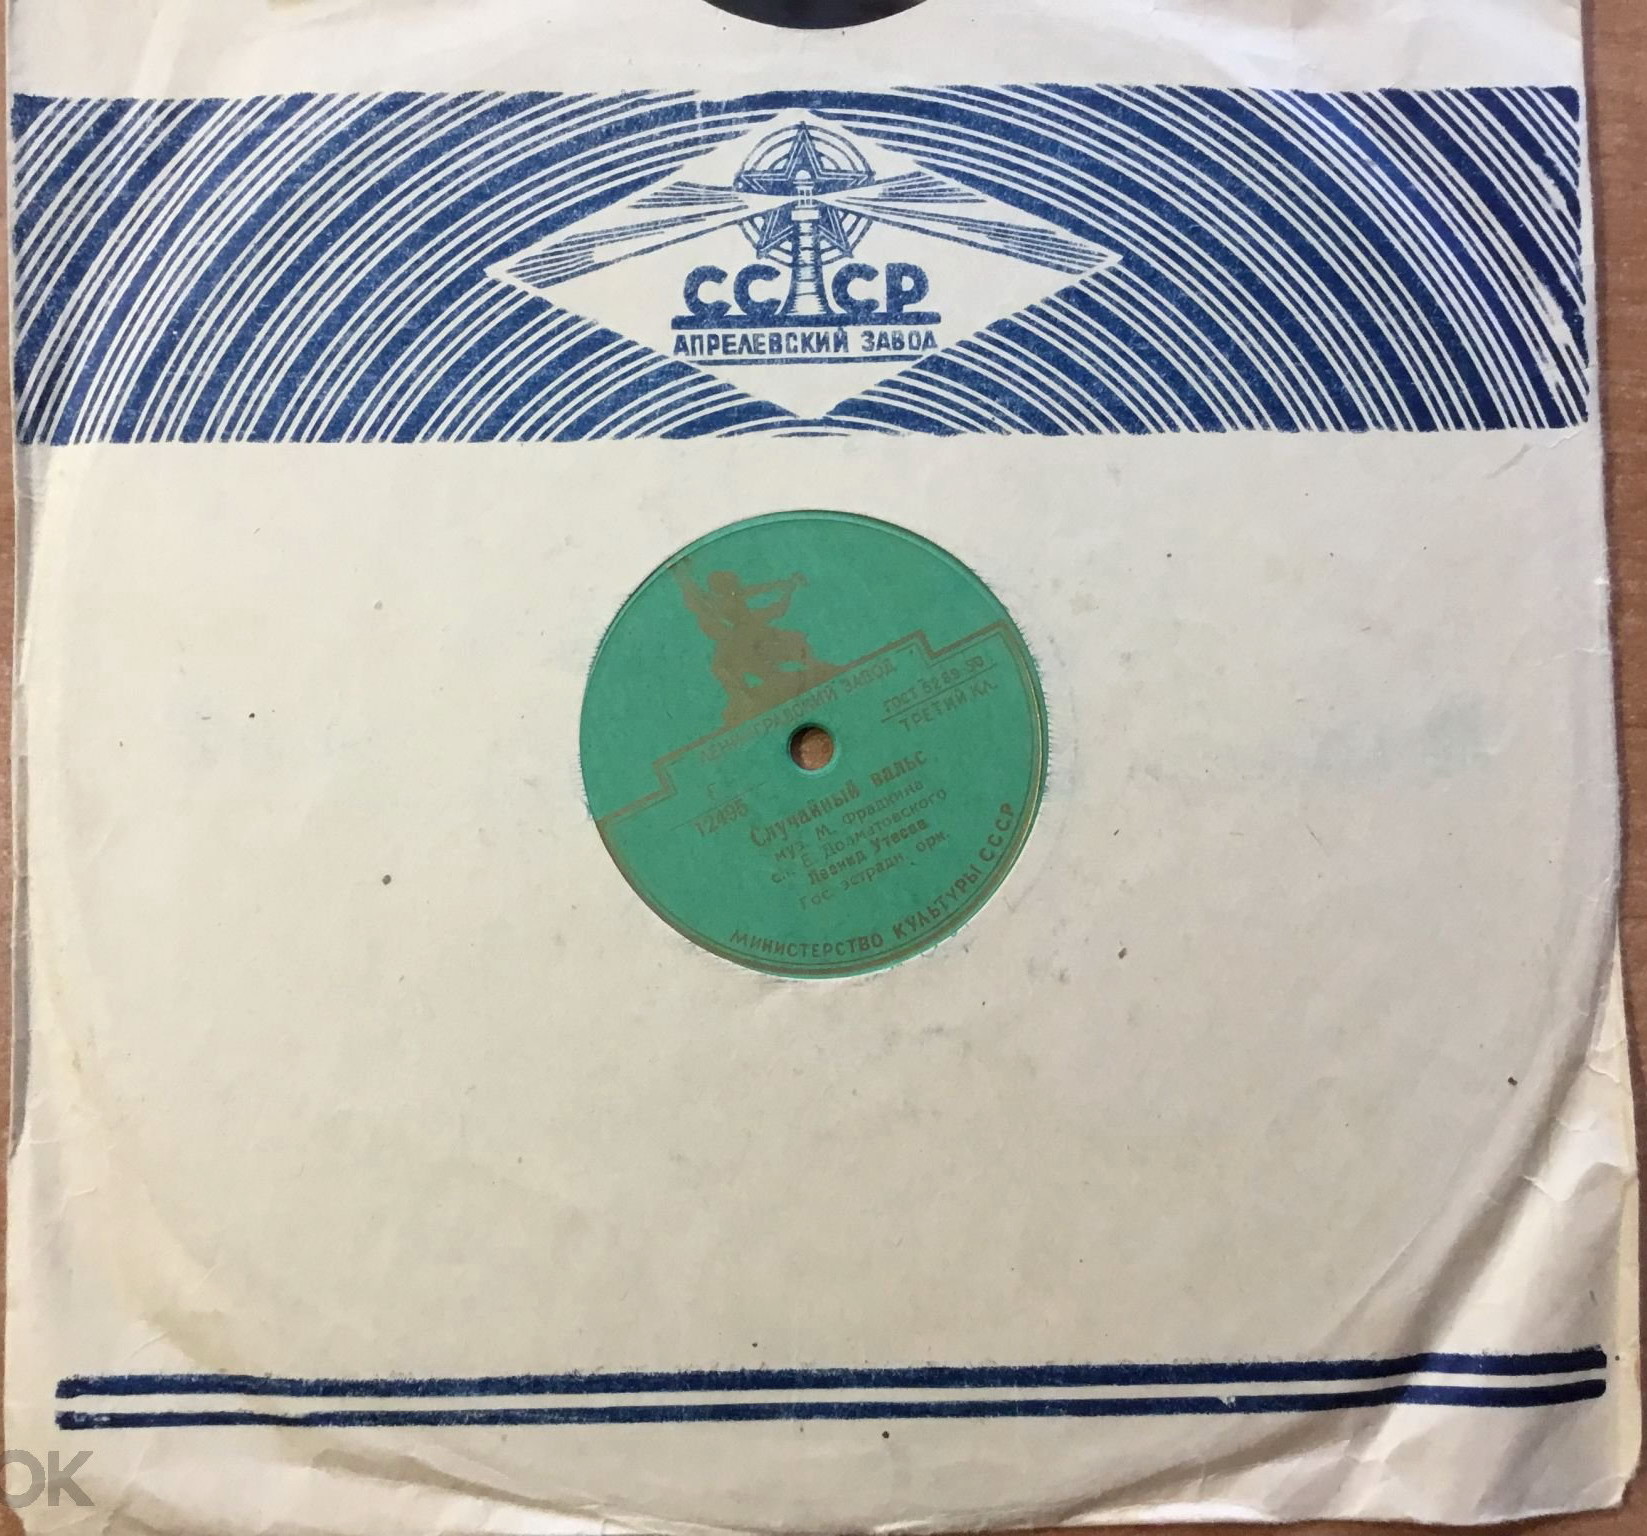 СССР
АПРЕЛЕВСКИЙ ЗАВОД
ЛЕНИНГРАДСКИЙ ЗАВОД
ГОСТ 5289-50
ТРЕТИЙ КЛ.
Г
12495
Случайный вальс
муз. М. Фрадкина
сл. Е. Долматовского
Леонид Утесов
Гос. эстрадн. орк.
МИНИСТЕРСТВО КУЛЬТУРЫ СССР
ОК